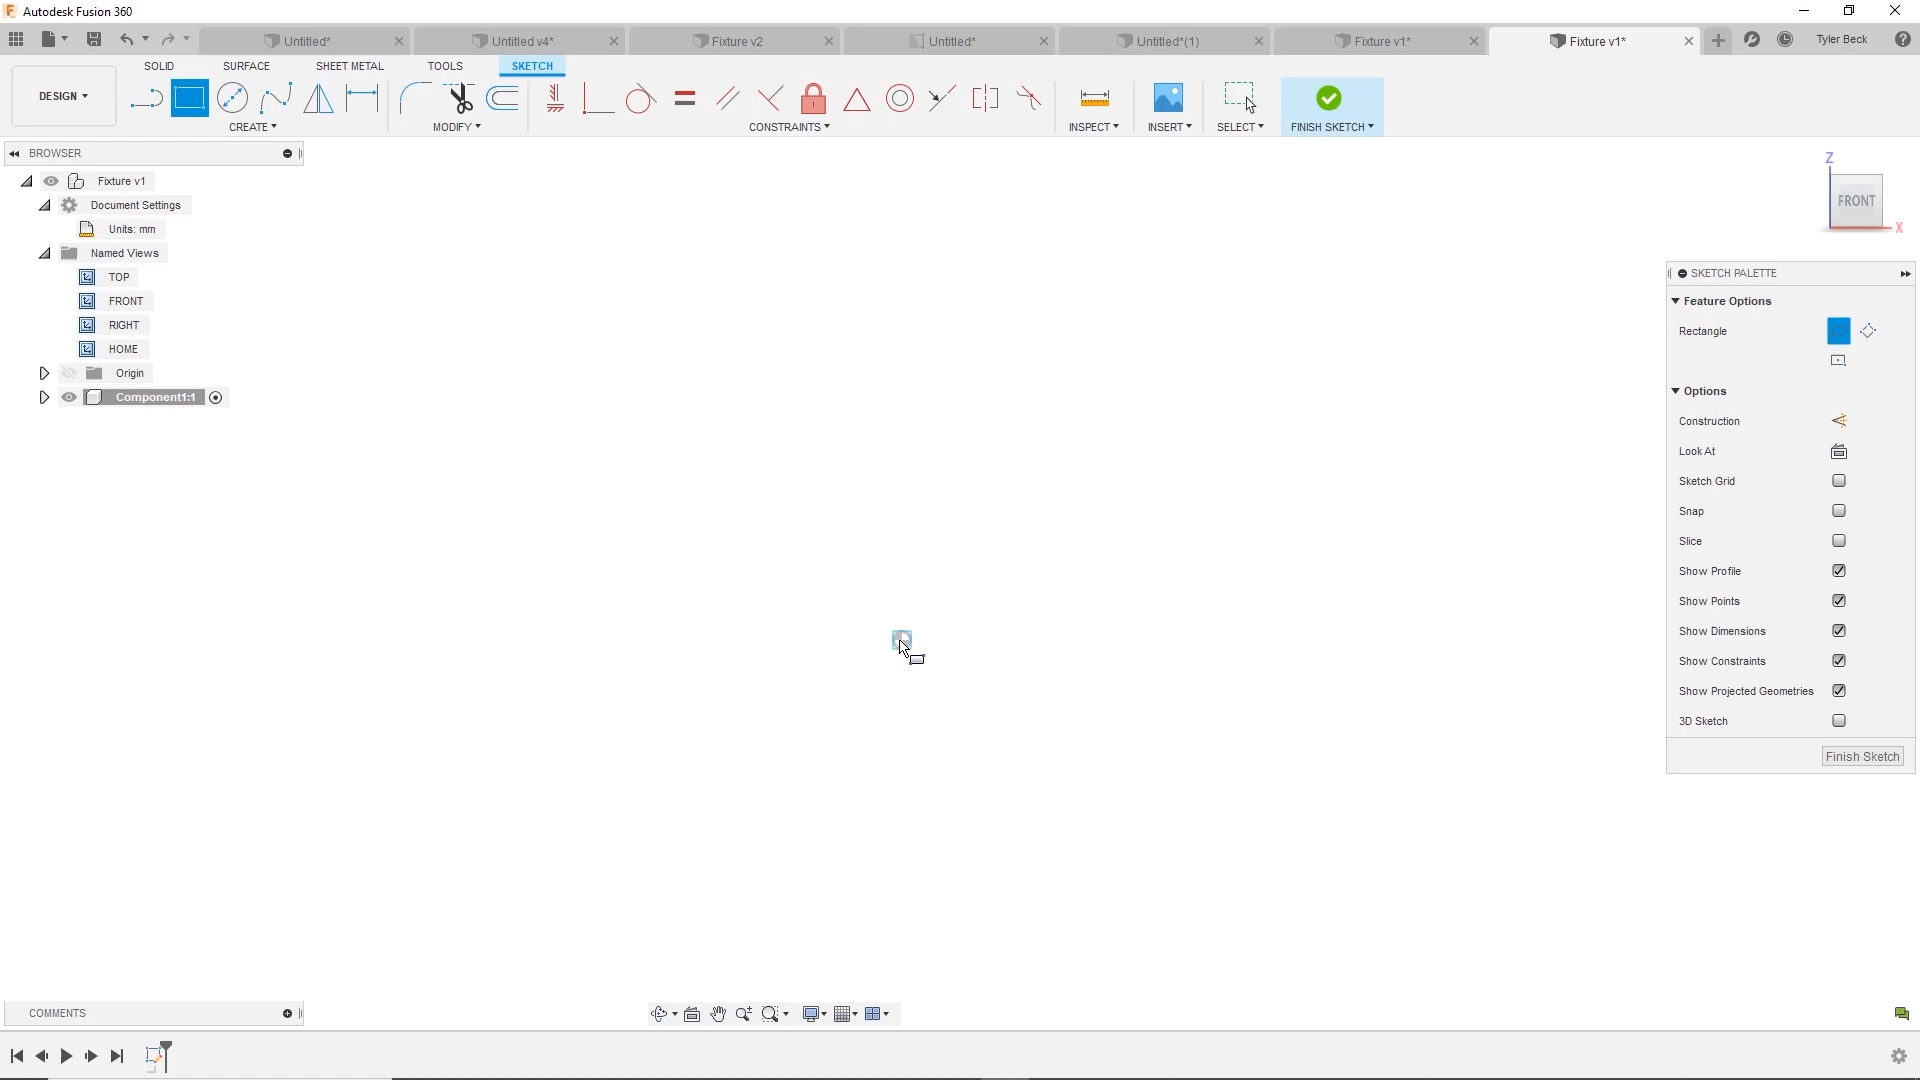 Autodesk Fusion 360
Untitled*
Untitled v4*
Fixture v2
Untitled*
Untitled*(1)
Fixture v1*
Fixture v1*
Tyler Beck
DESIGN
SOLID
SURFACE
SHEET METAL
TOOLS
SKETCH
CREATE
MODIFY
CONSTRAINTS
INSPECT
INSERT
SELECT
FINISH SKETCH
BROWSER
Fixture v1
Document Settings
Units: mm
Named Views
TOP
FRONT
RIGHT
HOME
Origin
Component1:1
Z
FRONT
X
SKETCH PALETTE
Feature Options
Rectangle
Options
Construction
Look At
Sketch Grid
Snap
Slice
Show Profile
Show Points
Show Dimensions
Show Constraints
Show Projected Geometries
3D Sketch
Finish Sketch
COMMENTS